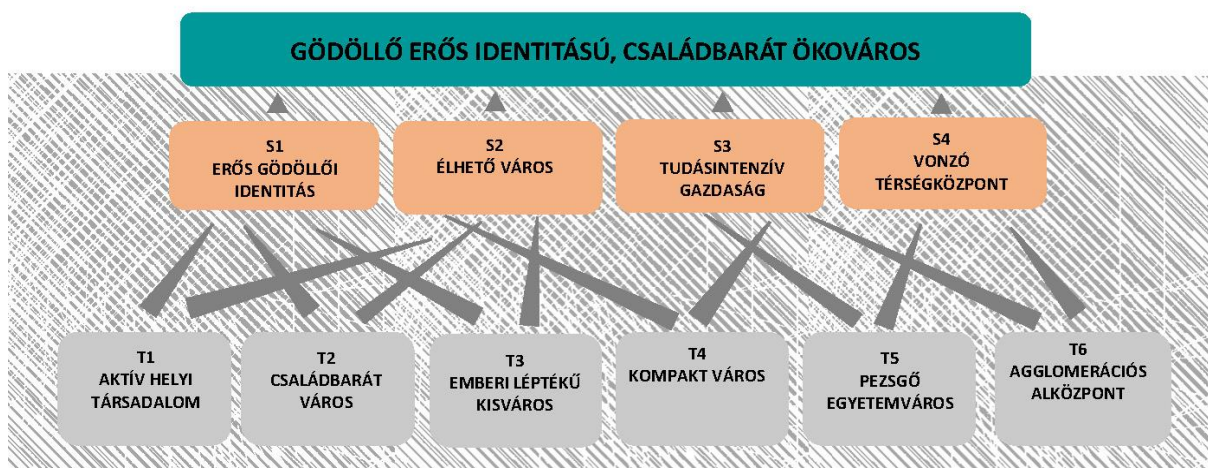 GÖDÖLLŐ ERŐS IDENTITÁSÚ, CSALÁDBARÁT ÖKOVÁROS
S1
ERŐS GÖDÖLLŐI
IDENTITÁS
S2
ÉLHETŐ VÁROS
S3
TUDÁSINTENZÍV
GAZDASÁG
S4
VONZÓ
TÉRSÉGKÖZPONT
T1
AKTÍV HELYI
TÁRSADALOM
T2
CSALÁDBARÁT
VÁROS
T3
EMBERI LÉPTÉKŰ
KISVÁROS
T4
KOMPAKT VÁROS
T5
PEZSGŐ
EGYETEMVÁROS
T6
AGGLOMERÁCIÓS
ALKÖZPONT